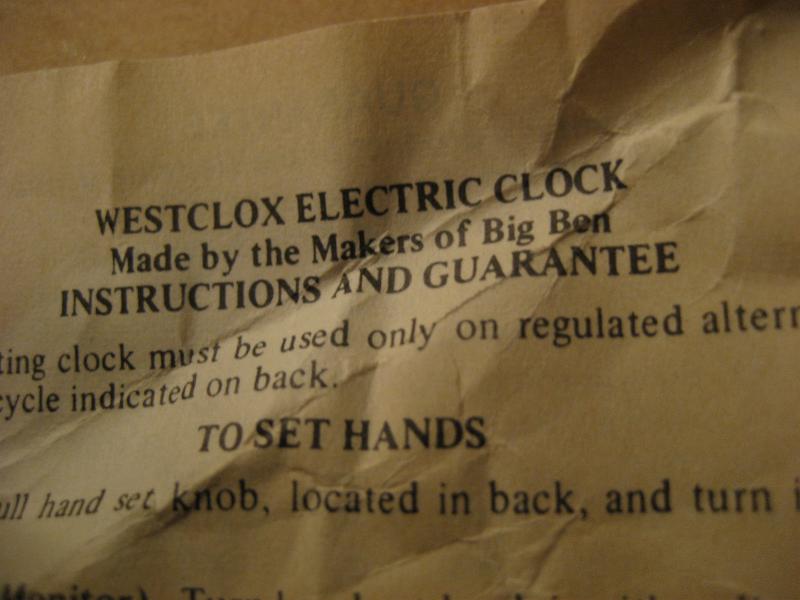 WESTCLOX ELECTRIC CLOCK
Made by the Makers of Big Ben
INSTRUCTIONS AND GUARANTEE
ting clock must be used only on regulated altern
cycle indicated on back.
TO SET HANDS
ull hand set knob, located in back, and turn i